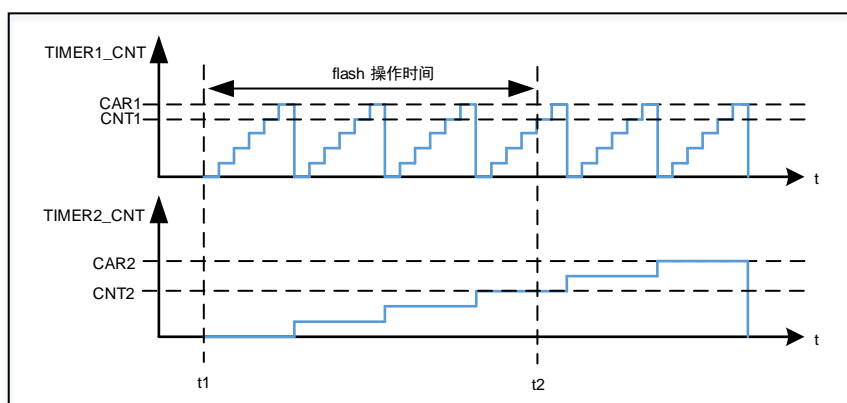 TIMER1_CNT
flash 操作时间
CAR1
CNT1
t
TIMER2_CNT
CAR2
CNT2
t
t1
t2